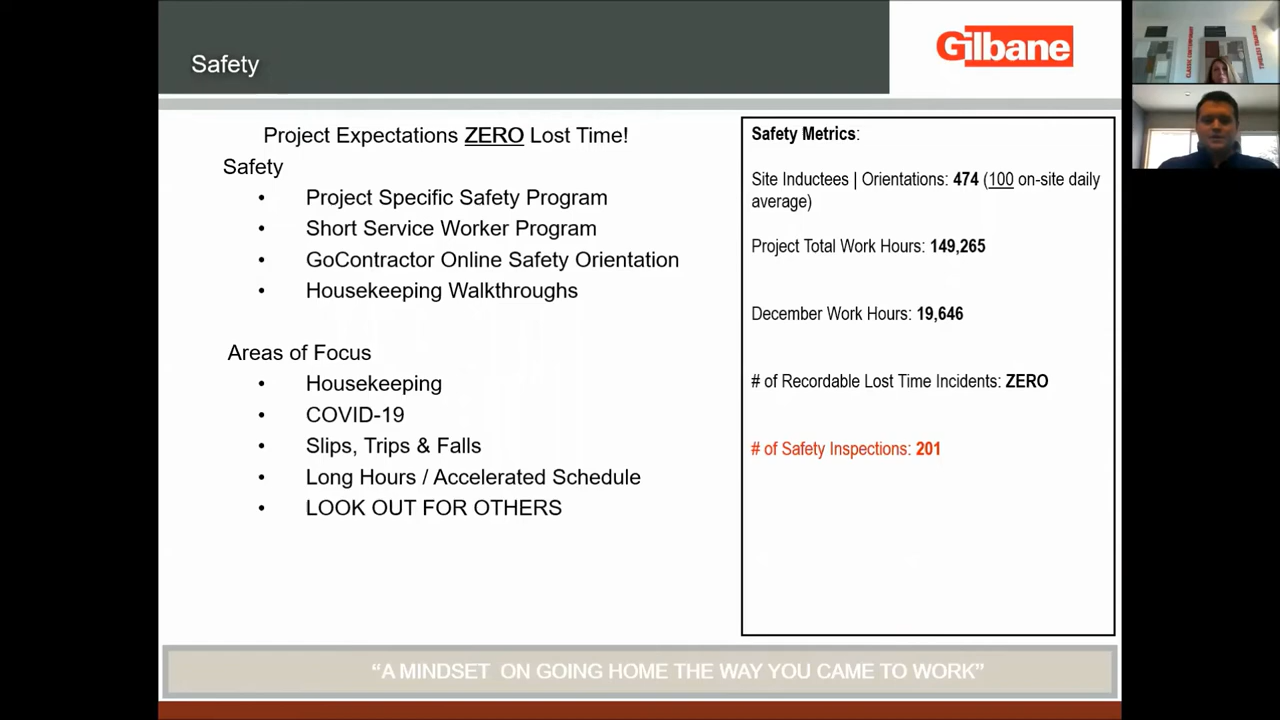 Safety
Gilbane
Project Expectations ZERO Lost Time!
Safety
• Project Specific Safety Program
• Short Service Worker Program
• GoContractor Online Safety Orientation
• Housekeeping Walkthroughs
Areas of Focus
• Housekeeping
• COVID-19
• Slips, Trips & Falls
• Long Hours / Accelerated Schedule
• LOOK OUT FOR OTHERS
Safety Metrics:
Site Inductees | Orientations: 474 (100 on-site daily
average)
Project Total Work Hours: 149,265
December Work Hours: 19,646
# of Recordable Lost Time Incidents: ZERO
# of Safety Inspections: 201
“A MINDSET ON GOING HOME THE WAY YOU CAME TO WORK”
CLASSIC CONTEMPORARY
TIMELESS TRADITION